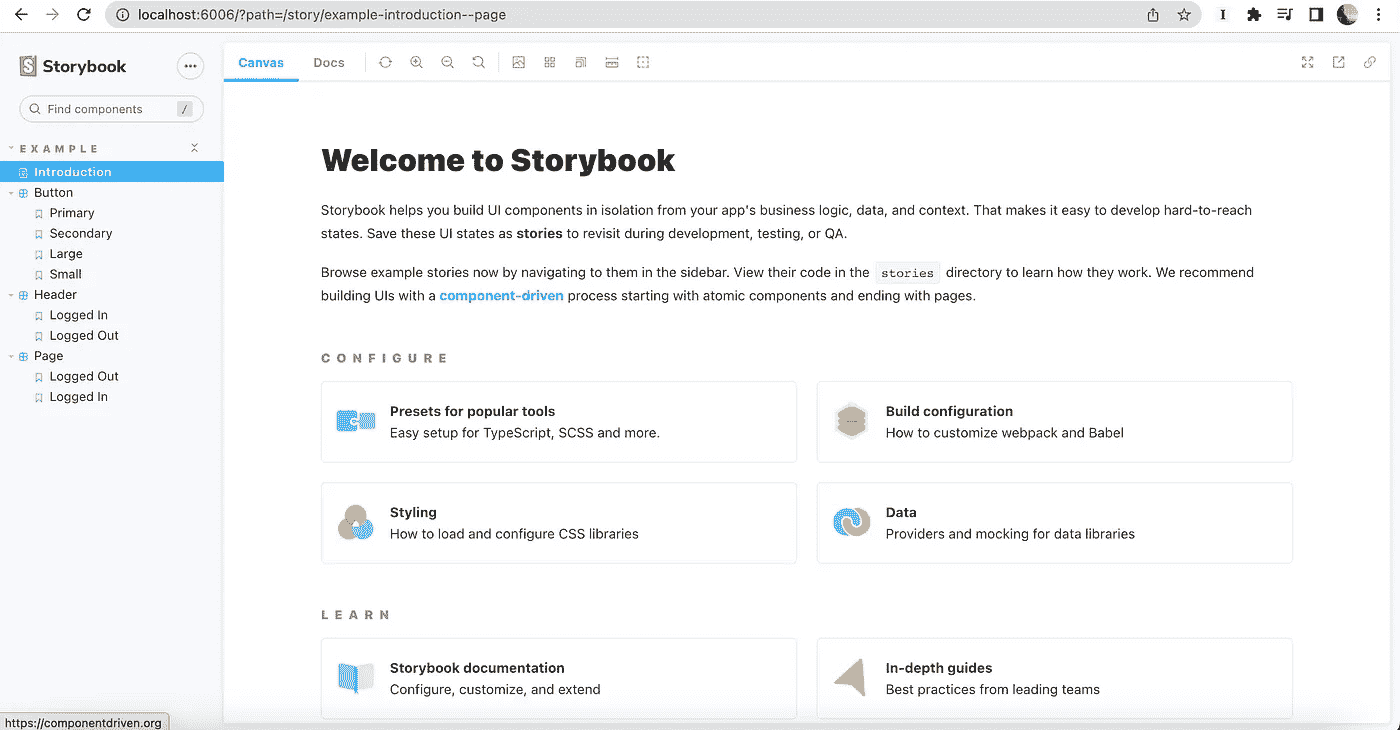 localhost:6006/?path=/story/example-introduction--page
Storybook
Canvas
Docs
Find components
/
EXAMPLE
Introduction
Button
Primary
Secondary
Large
Small
Header
Logged In
Logged Out
Page
Logged Out
Logged In
Welcome to Storybook
Storybook helps you build UI components in isolation from your app's business logic, data, and context. That makes it easy to develop hard-to-reach
states. Save these UI states as stories to revisit during development, testing, or QA.
Browse example stories now by navigating to them in the sidebar. View their code in the stories directory to learn how they work. We recommend
building UIs with a component-driven process starting with atomic components and ending with pages.
CONFIGURE
Presets for popular tools
Easy setup for TypeScript, SCSS and more.
Build configuration
How to customize webpack and Babel
Styling
How to load and configure CSS libraries
Data
Providers and mocking for data libraries
LEARN
Storybook documentation
Configure, customize, and extend
In-depth guides
Best practices from leading teams
https://componentdriven.org